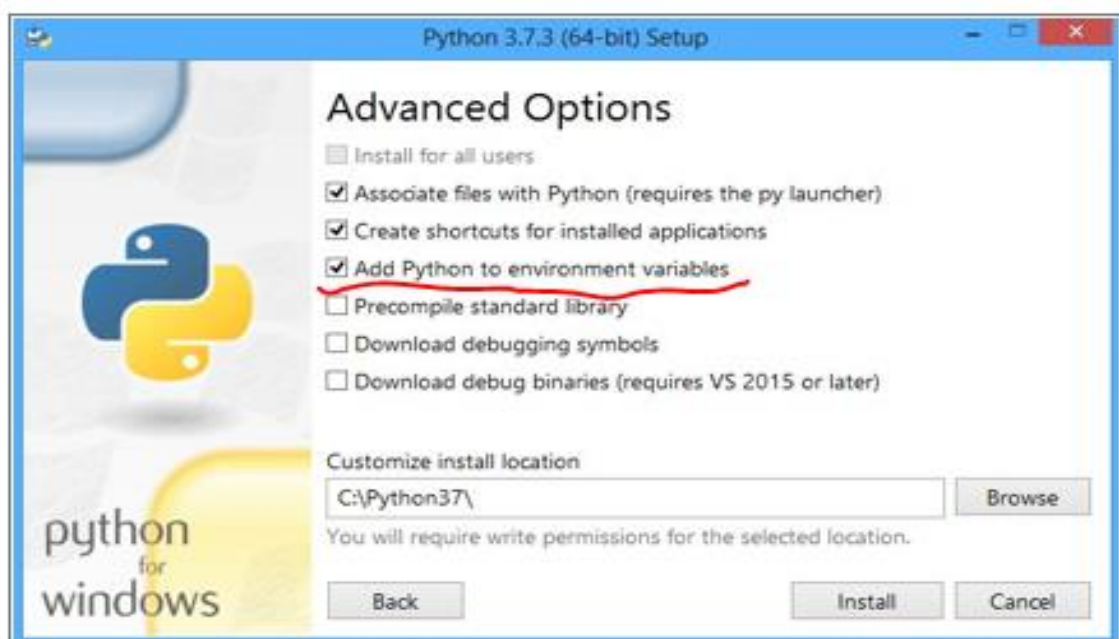 Python 3.7.3 (64-bit) Setup
Advanced Options
Install for all users
Associate files with Python (requires the py launcher)
Create shortcuts for installed applications
Add Python to environment variables
Precompile standard library
Download debugging symbols
Download debug binaries (requires VS 2015 or later)
Customize install location
C:\Python37\
Browse
You will require write permissions for the selected location.
python
for
windows
Back
Install
Cancel